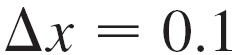 Δx = 0.1